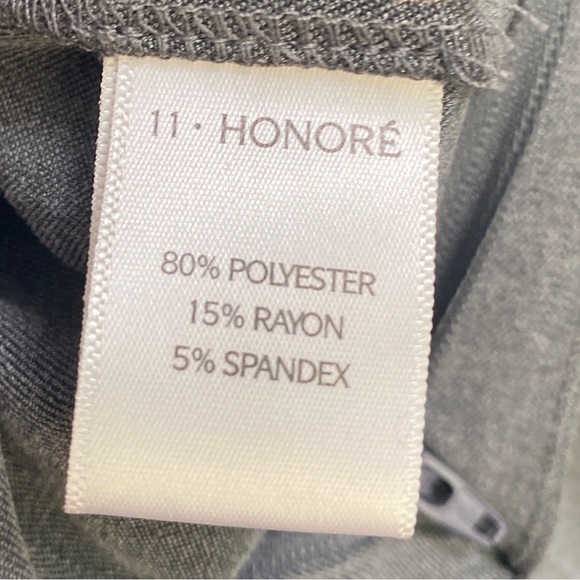 11 · HONORÉ
80% POLYESTER
15% RAYON
5% SPANDEX